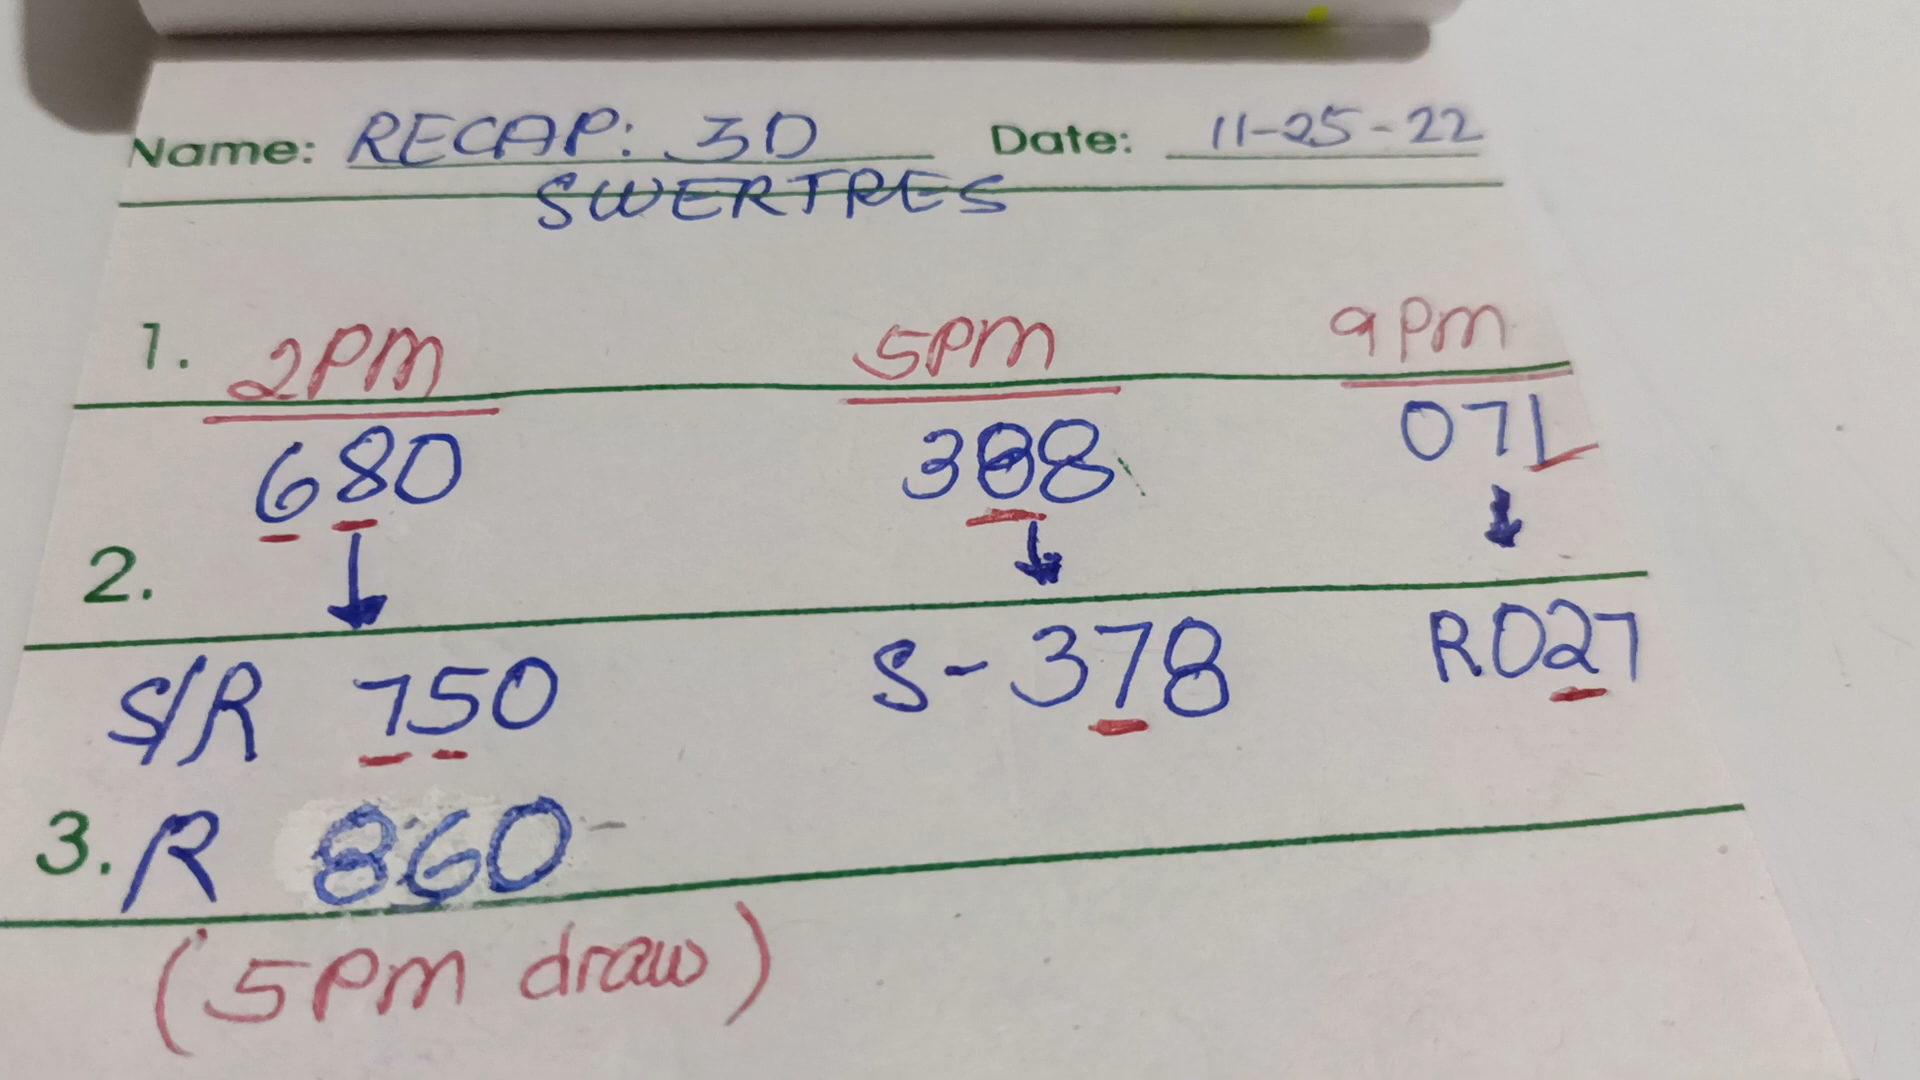 Name: RECAP: 3D Date: 11-25-22
SWERTRES
1. 2PM 5PM 9PM
680 388 071
2.
S/R 750 S-378 R027
3. R 860
(5PM draw)